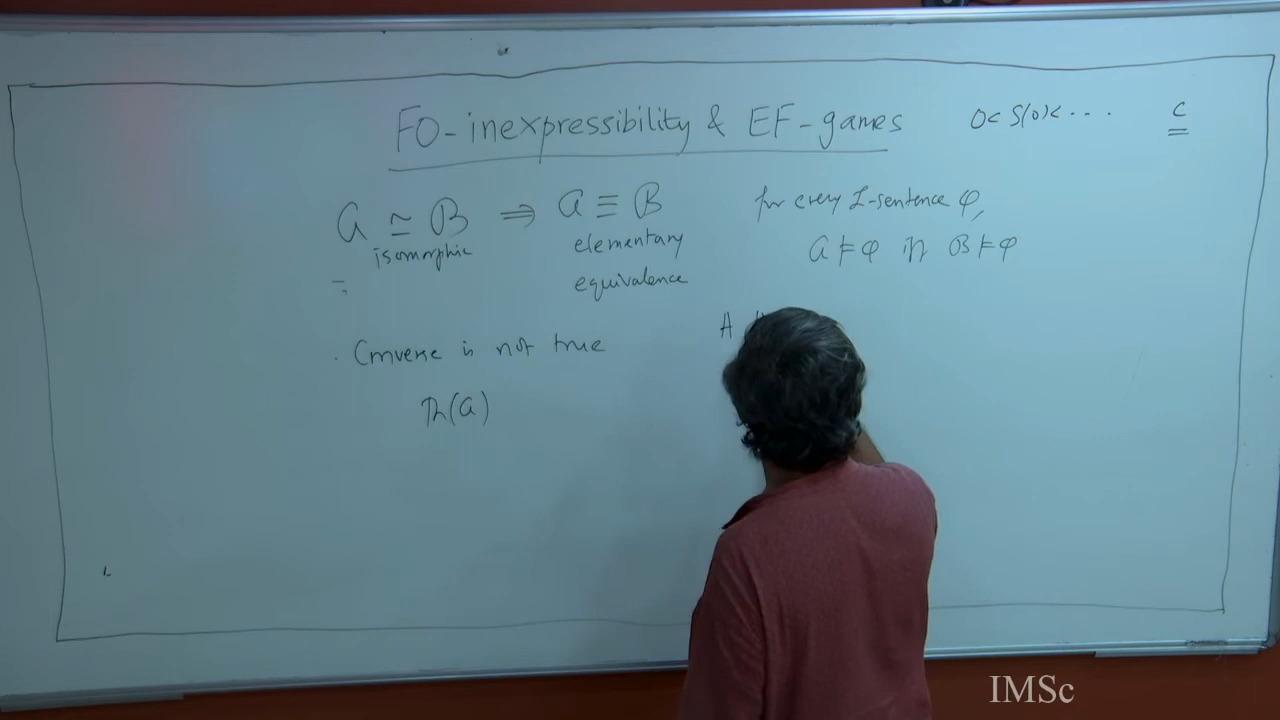 FO-inexpressibility & EF-games
0 < S(0) < ....
c
𝒜 ≃ ℬ ⇒ 𝒜 ≡ ℬ
isomorphic
elementary
equivalence
for every L-sentence φ,
𝒜 ⊨ φ iff ℬ ⊨ φ
. Converse is not true
Th(𝒜)
A
IMSc